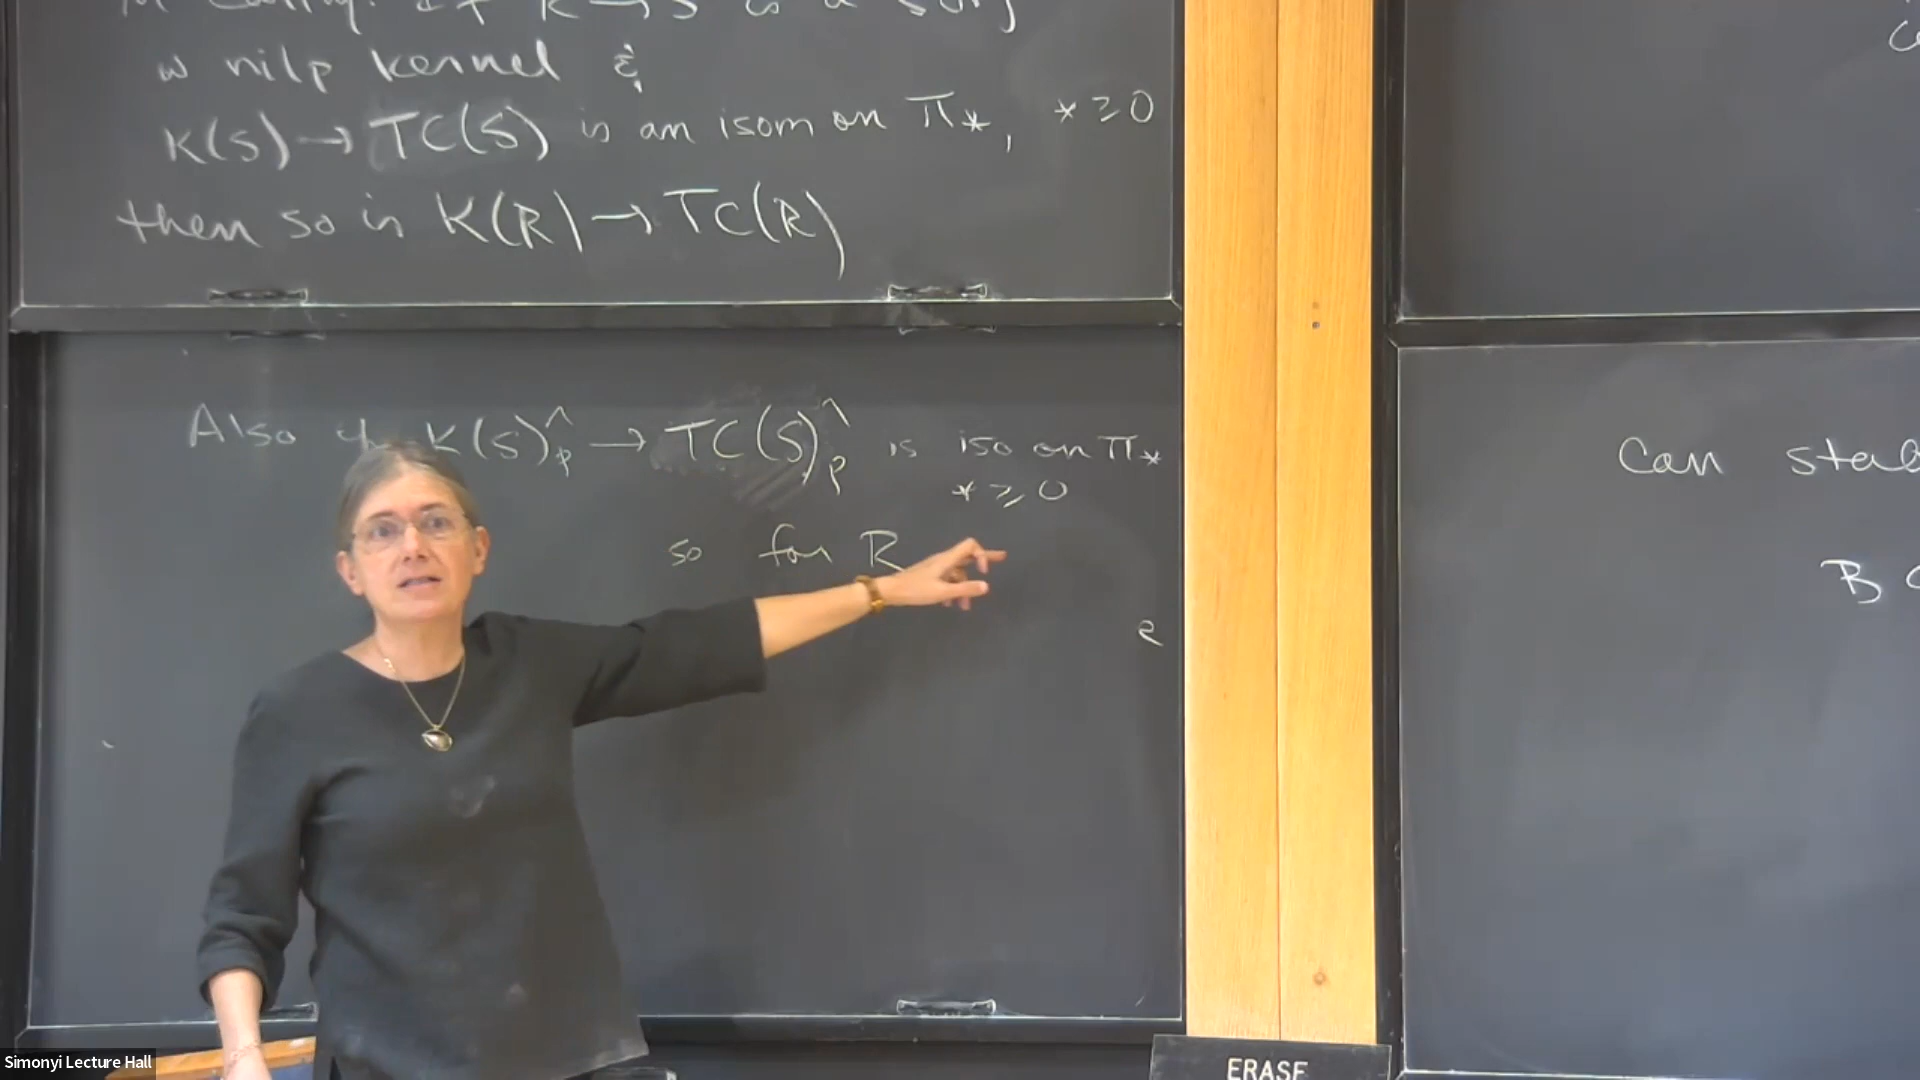 w nilp kernel &
K(S) → TC(S) is an isom on π*, * ≥ 0
then so is K(R) → TC(R)
Also if K(S)^p → TC(S)^p is iso on π*
* ≥ 0
so for R
e
Can stab
B
Simonyi Lecture Hall
ERASE